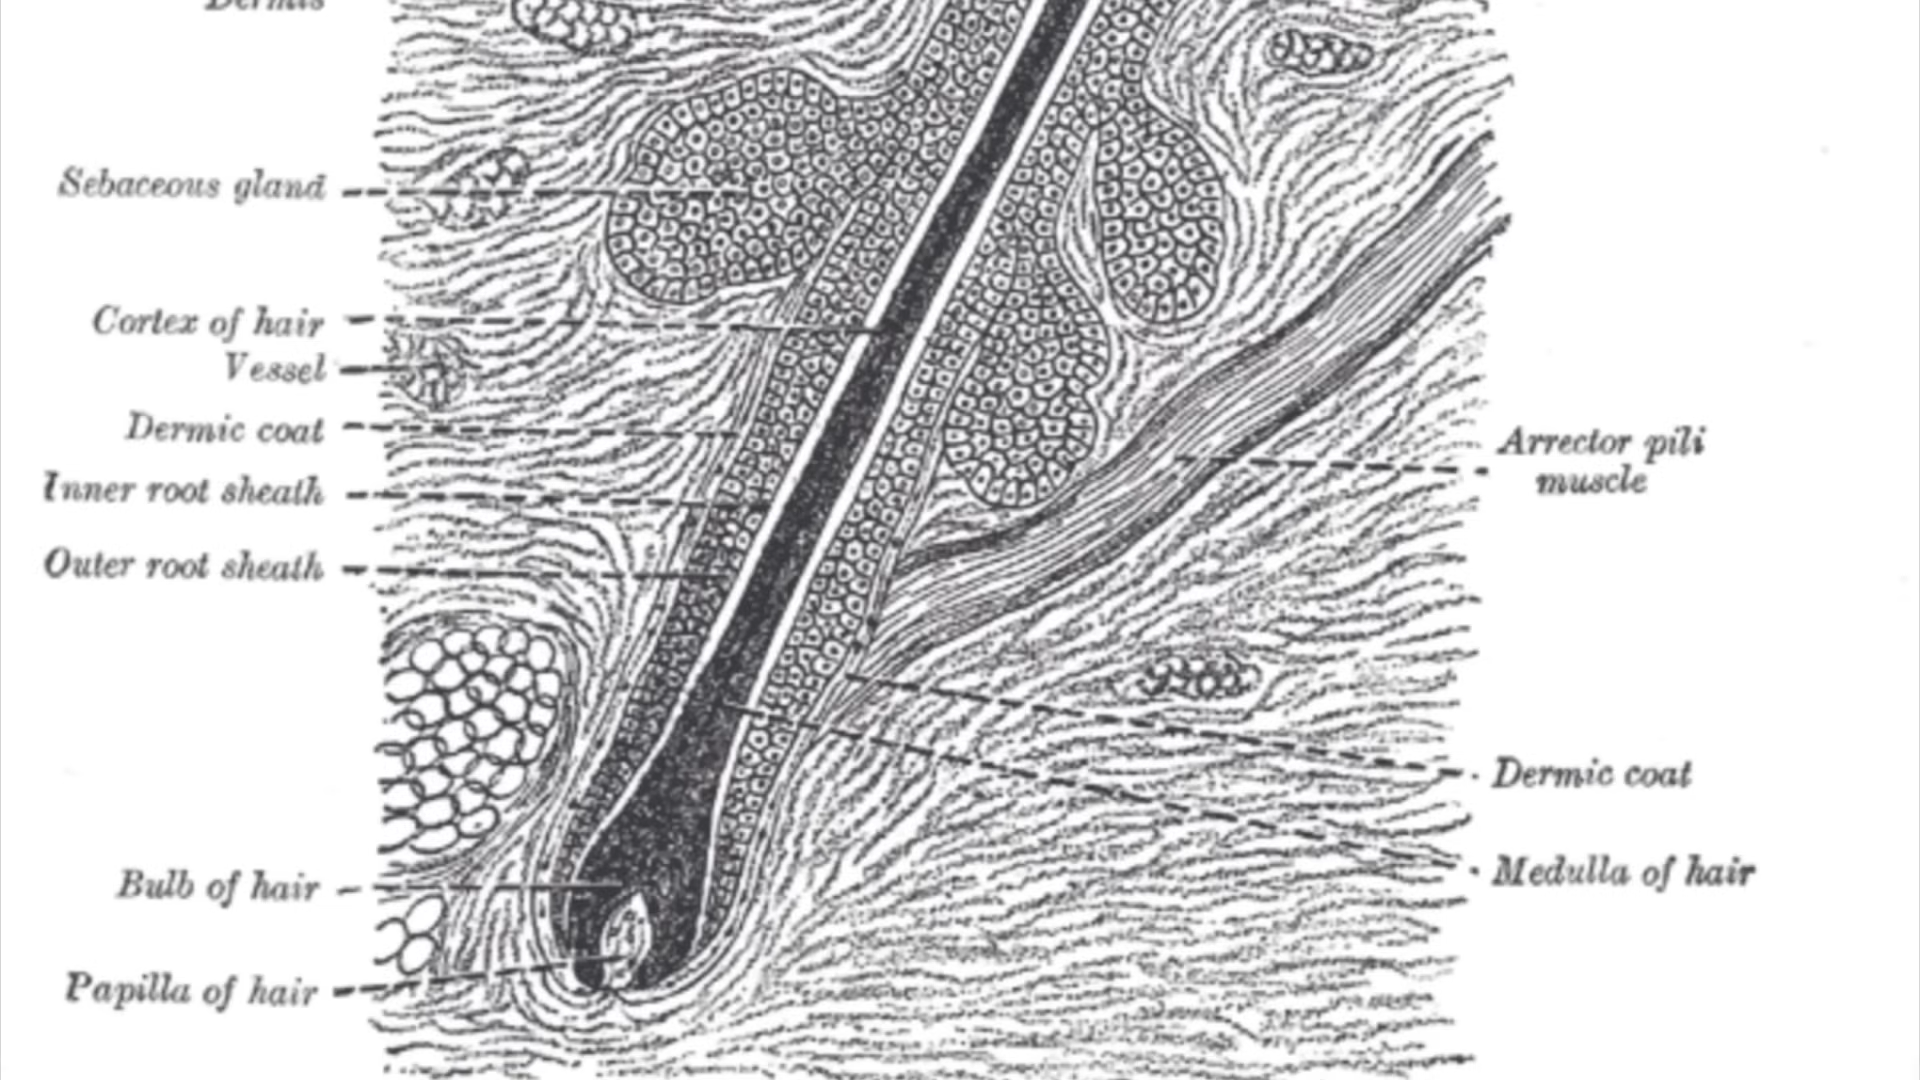 Dermis
Sebaceous gland
Cortex of hair
Vessel
Dermic coat
Inner root sheath
Outer root sheath
Bulb of hair
Papilla of hair
Arrector pili
muscle
Dermic coat
Medulla of hair